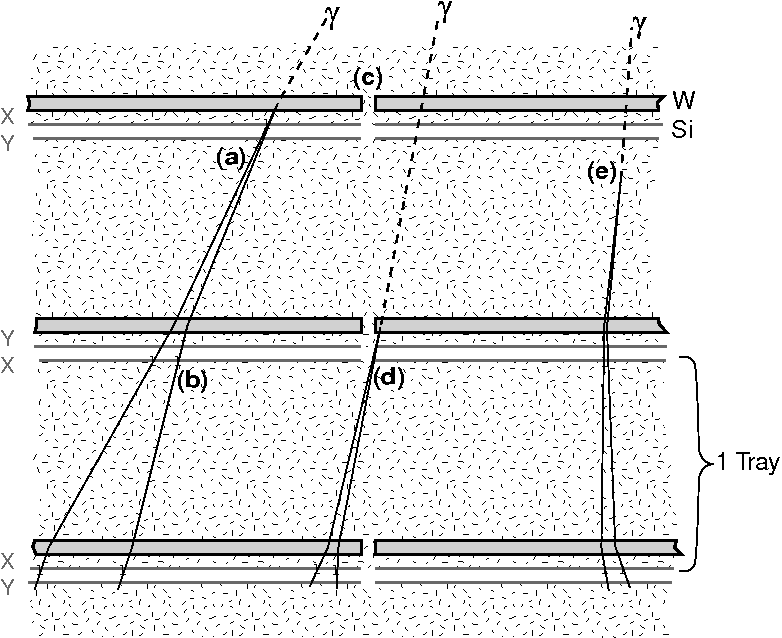 γ γ γ
(c)
X W
Y Si
(a) (e)
Y
X (b) (d)
1 Tray
X
Y